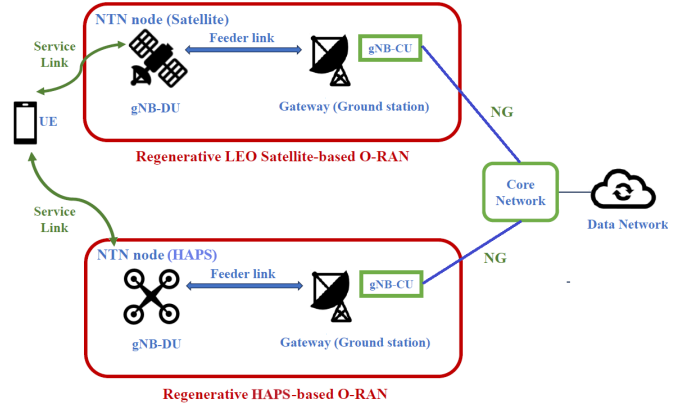 NTN node (Satellite)
Service
Link
Feeder link
gNB-CU
UE
gNB-DU
Gateway (Ground station)
NG
Regenerative LEO Satellite-based O-RAN
Core
Network
Data Network
Service
Link
NTN node (HAPS)
NG
Feeder link
gNB-CU
gNB-DU
Gateway (Ground station)
Regenerative HAPS-based O-RAN